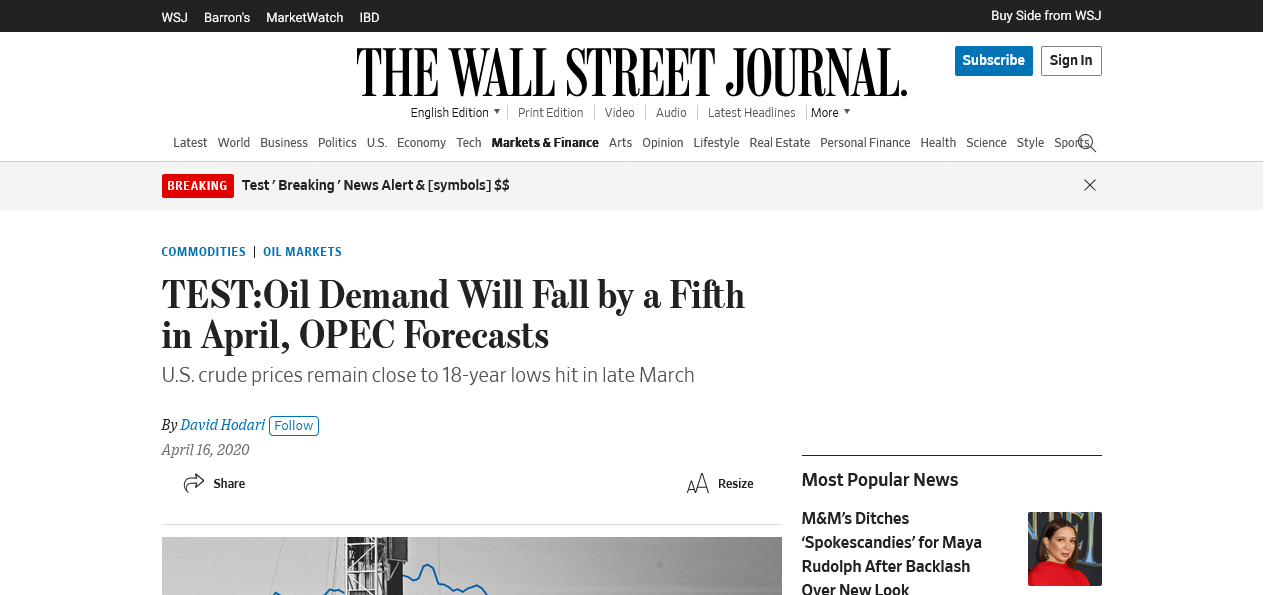 WSJ Barron's MarketWatch IBD Buy Side from WSJ
THE WALL STREET JOURNAL.
Subscribe Sign In
English Edition Print Edition Video Audio Latest Headlines More
Latest World Business Politics U.S. Economy Tech Markets & Finance Arts Opinion Lifestyle Real Estate Personal Finance Health Science Style Sports
BREAKING Test ’ Breaking ’ News Alert & [symbols] $$
COMMODITIES | OIL MARKETS
TEST:Oil Demand Will Fall by a Fifth
in April, OPEC Forecasts
U.S. crude prices remain close to 18-year lows hit in late March
By David Hodari Follow
April 16, 2020
Share
AA Resize
Most Popular News
M&M’s Ditches
‘Spokescandies’ for Maya
Rudolph After Backlash
Over New Look